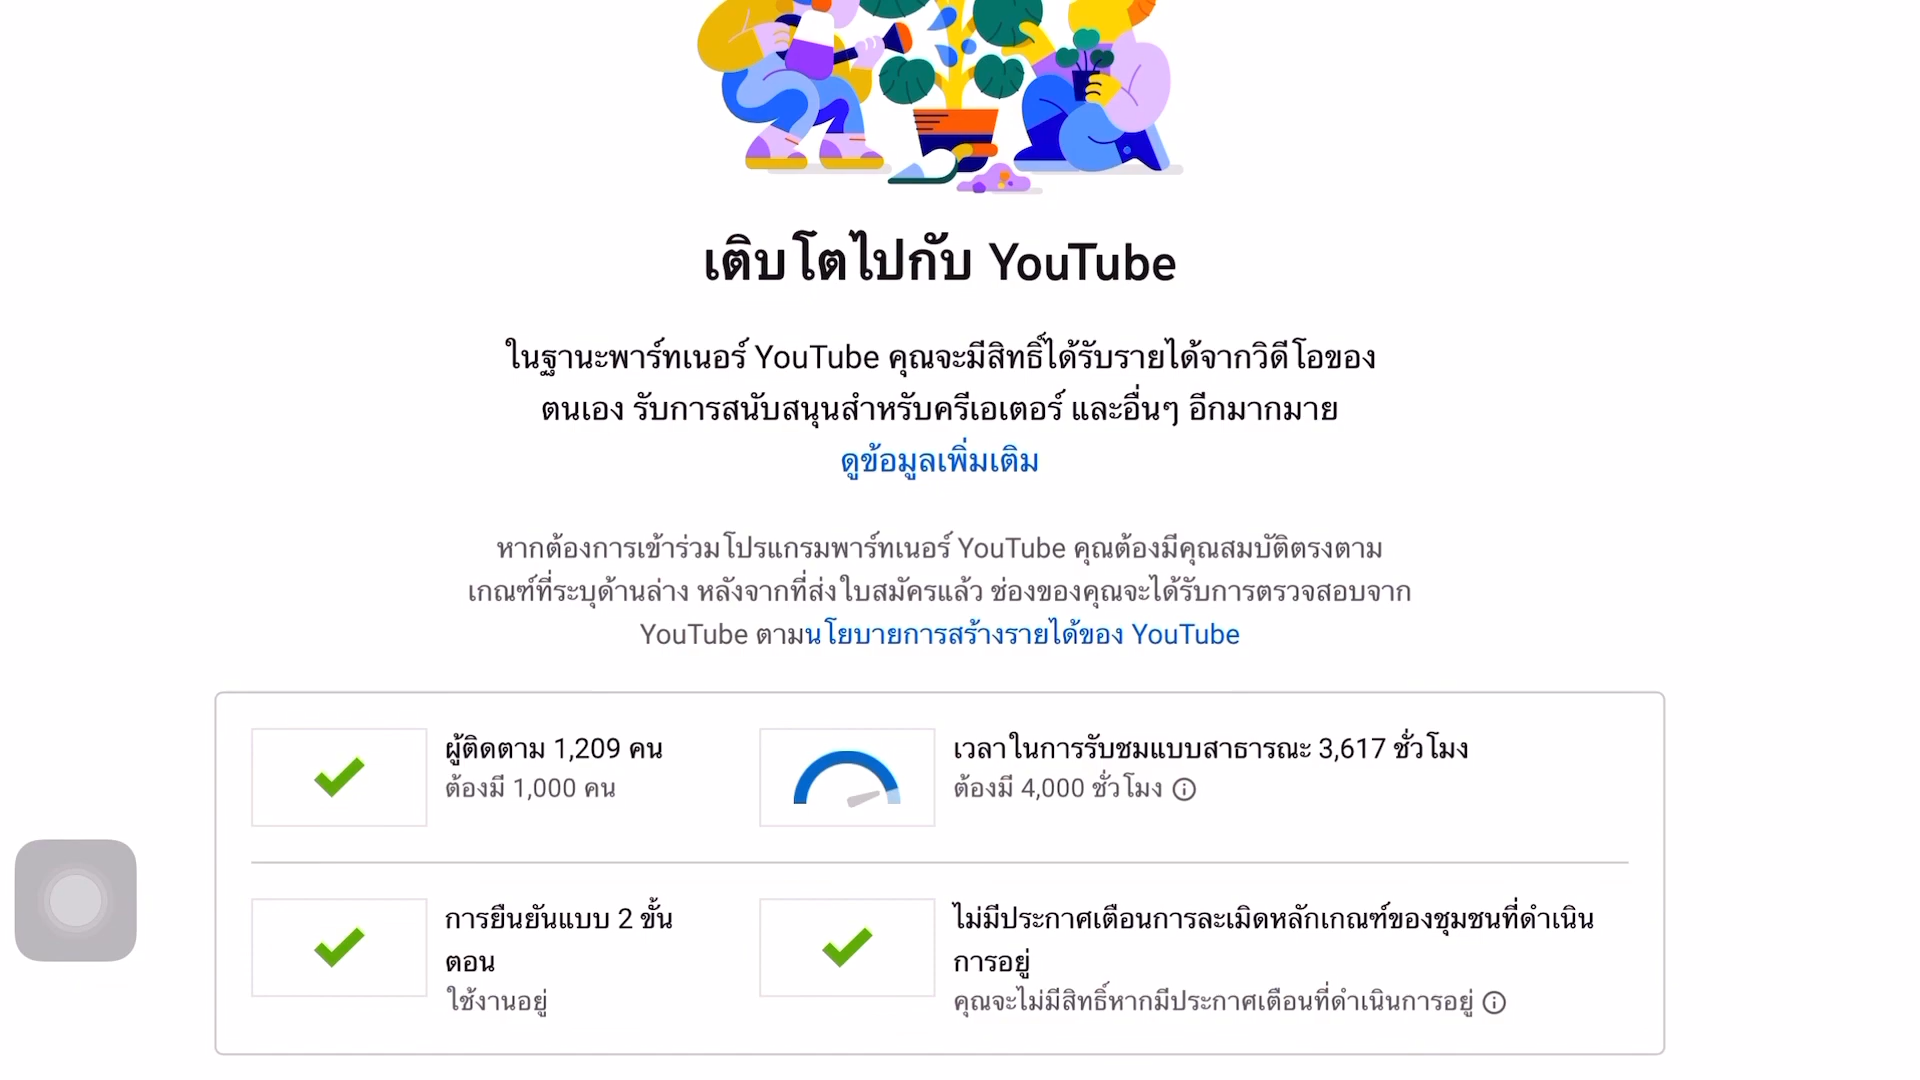 เติบโตไปกับ YouTube
ในฐานะพาร์ทเนอร์ YouTube คุณจะมีสิทธิ์ได้รับรายได้จากวิดีโอของ
ตนเอง รับการสนับสนุนสำหรับครีเอเตอร์ และอื่นๆ อีกมากมาย
ดูข้อมูลเพิ่มเติม
หากต้องการเข้าร่วมโปรแกรมพาร์ทเนอร์ YouTube คุณต้องมีคุณสมบัติตรงตาม
เกณฑ์ที่ระบุด้านล่าง หลังจากที่ส่งใบสมัครแล้ว ช่องของคุณจะได้รับการตรวจสอบจาก
YouTube ตามนโยบายการสร้างรายได้ของ YouTube
ผู้ติดตาม 1,209 คน
ต้องมี 1,000 คน
เวลาในการรับชมแบบสาธารณะ 3,617 ชั่วโมง
ต้องมี 4,000 ชั่วโมง
การยืนยันแบบ 2 ขั้น
ตอน
ใช้งานอยู่
ไม่มีประกาศเตือนการละเมิดหลักเกณฑ์ของชุมชนที่ดำเนิน
การอยู่
คุณจะไม่มีสิทธิ์หากมีประกาศเตือนที่ดำเนินการอยู่